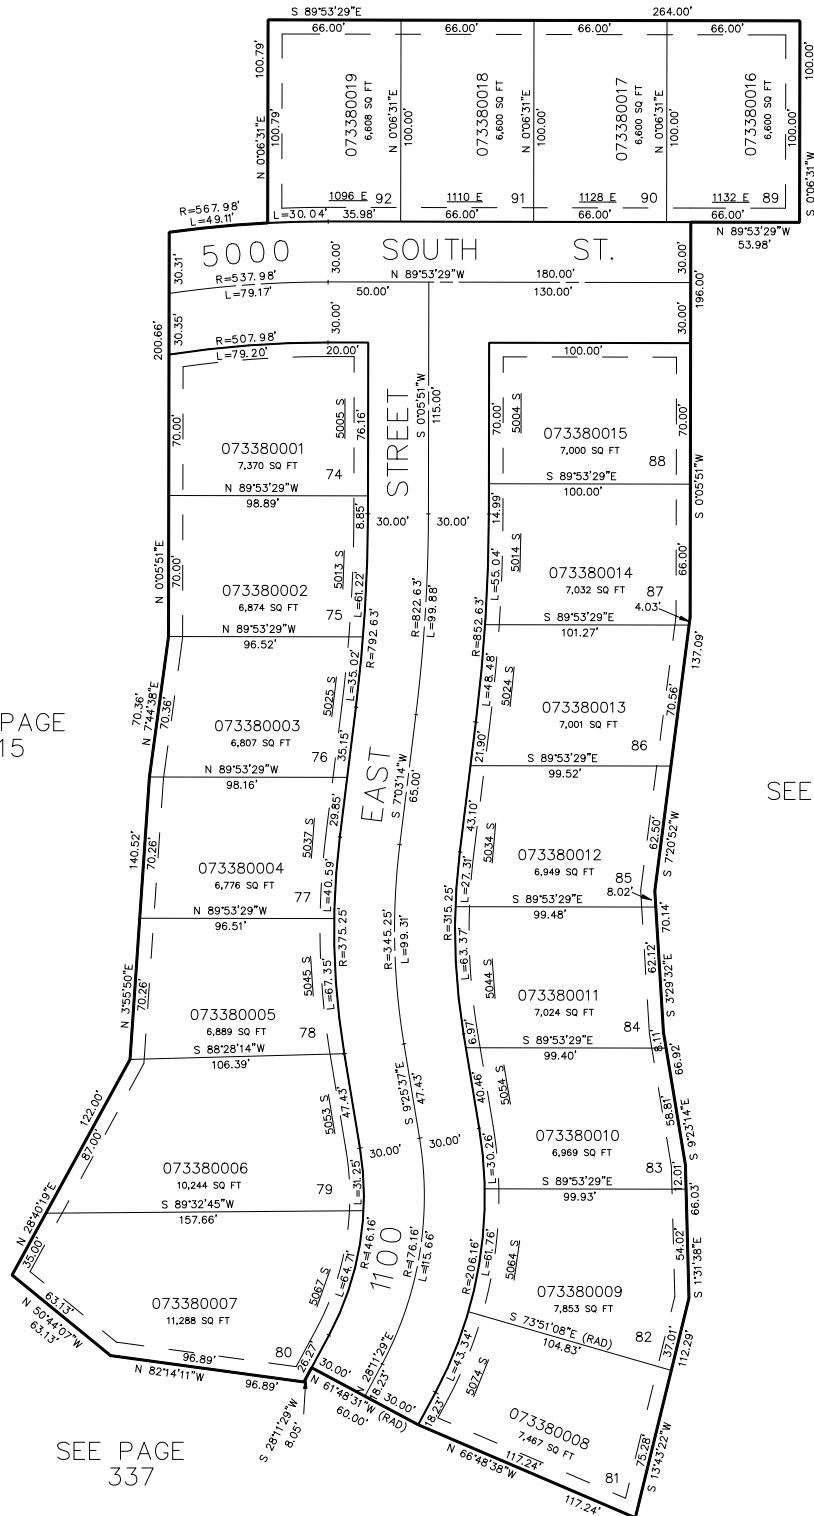 S 89°53'29"E
264.00'
66.00'
66.00'
66.00'
66.00'
100.79'
N 0°06'31"E
100.79'
073380019
6,608 SQ FT
N 0°06'31"E
100.00'
073380018
6,600 SQ FT
N 0°06'31"E
100.00'
073380017
6,600 SQ FT
N 0°06'31"E
100.00'
073380016
6,600 SQ FT
100.00'
100.00'
S 0°06'31"W
1096 E 92
1110 E 91
1128 E 90
1132 E 89
L=30.04' 35.98'
66.00'
66.00'
66.00'
R=567.98'
L=49.11'
N 89°53'29"W
53.98'
5000 SOUTH ST.
30.31'
30.00'
30.00'
R=537.98'
L=79.17'
N 89°53'29"W
180.00'
50.00'
130.00'
196.00'
200.66'
30.35'
30.00'
30.00'
R=507.98'
L=79.20'
20.00'
100.00'
70.00'
073380001
7,370 SQ FT
5005 S
76.16'
74
N 89°53'29"W
98.89'
STREET
S 0°05'51"W
115.00'
70.00'
5004 S
073380015
7,000 SQ FT
70.00'
88
S 89°53'29"E
100.00'
S 0°05'51"W
8.85'
30.00'
30.00'
14.99'
N 0°05'51"E
70.00'
073380002
6,874 SQ FT
5013 S
L=61.22'
75
N 89°53'29"W
96.52'
R=792.63'
R=822.63'
L=99.88'
R=852.63'
L=55.04'
5014 S
073380014
7,032 SQ FT
66.00'
87
4.03'
S 89°53'29"E
101.27'
137.09'
70.36'
N 7°44'38"E
70.36'
073380003
6,807 SQ FT
5025 S
L=35.02'
35.15'
76
N 89°53'29"W
98.16'
L=48.48'
5024 S
21.90'
073380013
7,001 SQ FT
70.56'
86
S 89°53'29"E
99.52'
PAGE
15
SEE
EAST
S 7°03'14"W
65.00'
140.52'
70.26'
073380004
6,776 SQ FT
5037 S
29.85'
L=40.59'
77
N 89°53'29"W
96.51'
43.10'
L=27.31'
5034 S
073380012
6,949 SQ FT
62.50'
S 7°20'52"W
85
8.02'
S 89°53'29"E
99.48'
70.14'
N 3°55'50"E
70.26'
073380005
6,889 SQ FT
5045 S
L=67.35'
78
S 88°28'14"W
106.39'
R=375.25'
R=345.25'
L=99.31'
R=315.25'
L=63.37'
5044 S
6.97'
073380011
7,024 SQ FT
62.12'
S 3°29'32"E
84
8.11'
S 89°53'29"E
99.40'
66.92'
122.00'
87.00'
N 28°40'19"E
073380006
10,244 SQ FT
5053 S
47.43'
L=31.25'
79
S 89°32'45"W
157.66'
S 9°25'37"E
47.43'
30.00'
30.00'
40.46'
5054 S
L=30.26'
073380010
6,969 SQ FT
58.81'
S 9°23'14"E
83
12.01'
S 89°53'29"E
99.93'
66.03'
35.00'
073380007
11,288 SQ FT
5067 S
L=64.71'
80
26.27'
63.13'
N 50°44'07"W
63.13'
96.89'
N 82°14'11"W
96.89'
S 28°11'29"W
8.05'
1100
R=146.16'
R=176.16'
L=115.66'
R=206.16'
L=61.76'
5064 S
073380009
7,853 SQ FT
54.02'
S 1°31'38"E
82
37.01'
112.29'
S 73°51'08"E (RAD)
104.83'
L=43.34'
5074 S
N 28°11'29"E
18.23'
30.00'
30.00'
N 61°48'31"W (RAD)
60.00'
18.23'
073380008
7,467 SQ FT
117.24'
N 66°48'38"W
117.24'
81
75.28'
S 13°43'22"W
SEE PAGE
337